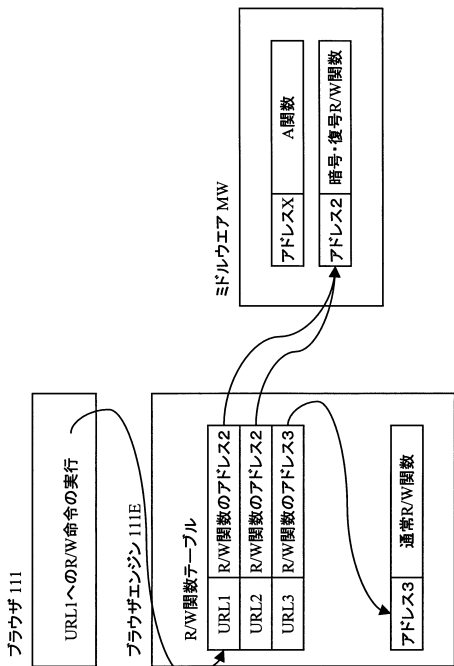 ブラウザ 111
URL1へのR/W命令の実行
ブラウザエンジン 111E
R/W関数テーブル
URL1 R/W関数のアドレス2
URL2 R/W関数のアドレス2
URL3 R/W関数のアドレス3
アドレス3 通常R/W関数
ミドルウエア MW
アドレスX A関数
アドレス2 暗号・復号R/W関数